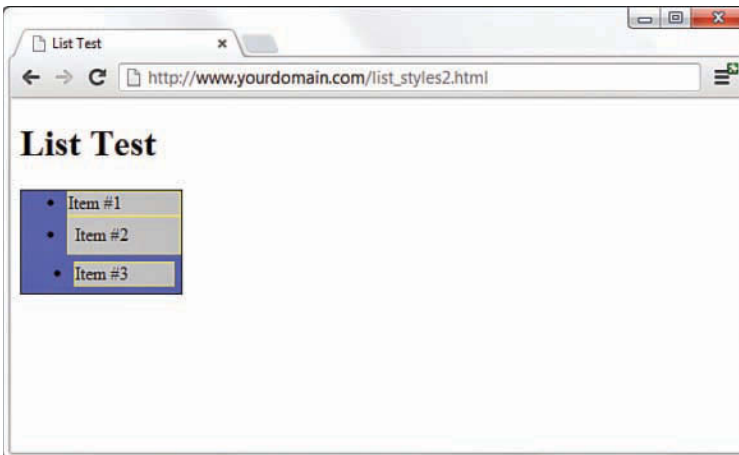 List Test
http://www.yourdomain.com/list_styles2.html
List Test
Item #1
Item #2
Item #3